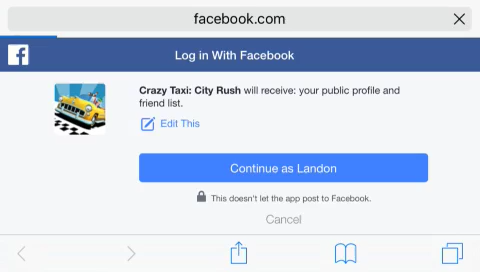 facebook.com
Log in With Facebook
Crazy Taxi: City Rush will receive: your public profile and
friend list.
Edit This
Continue as Landon
This doesn't let the app post to Facebook.
Cancel